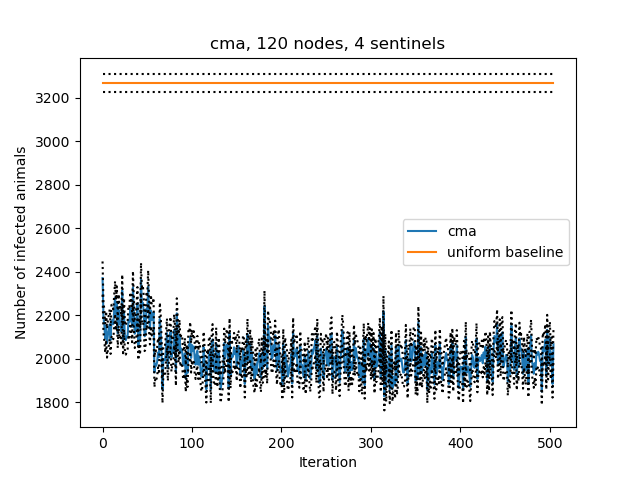 cma, 120 nodes, 4 sentinels
Number of infected animals
3200
3000
2800
2600
2400
2200
2000
1800
cma
uniform baseline
0
100
200
300
400
500
Iteration